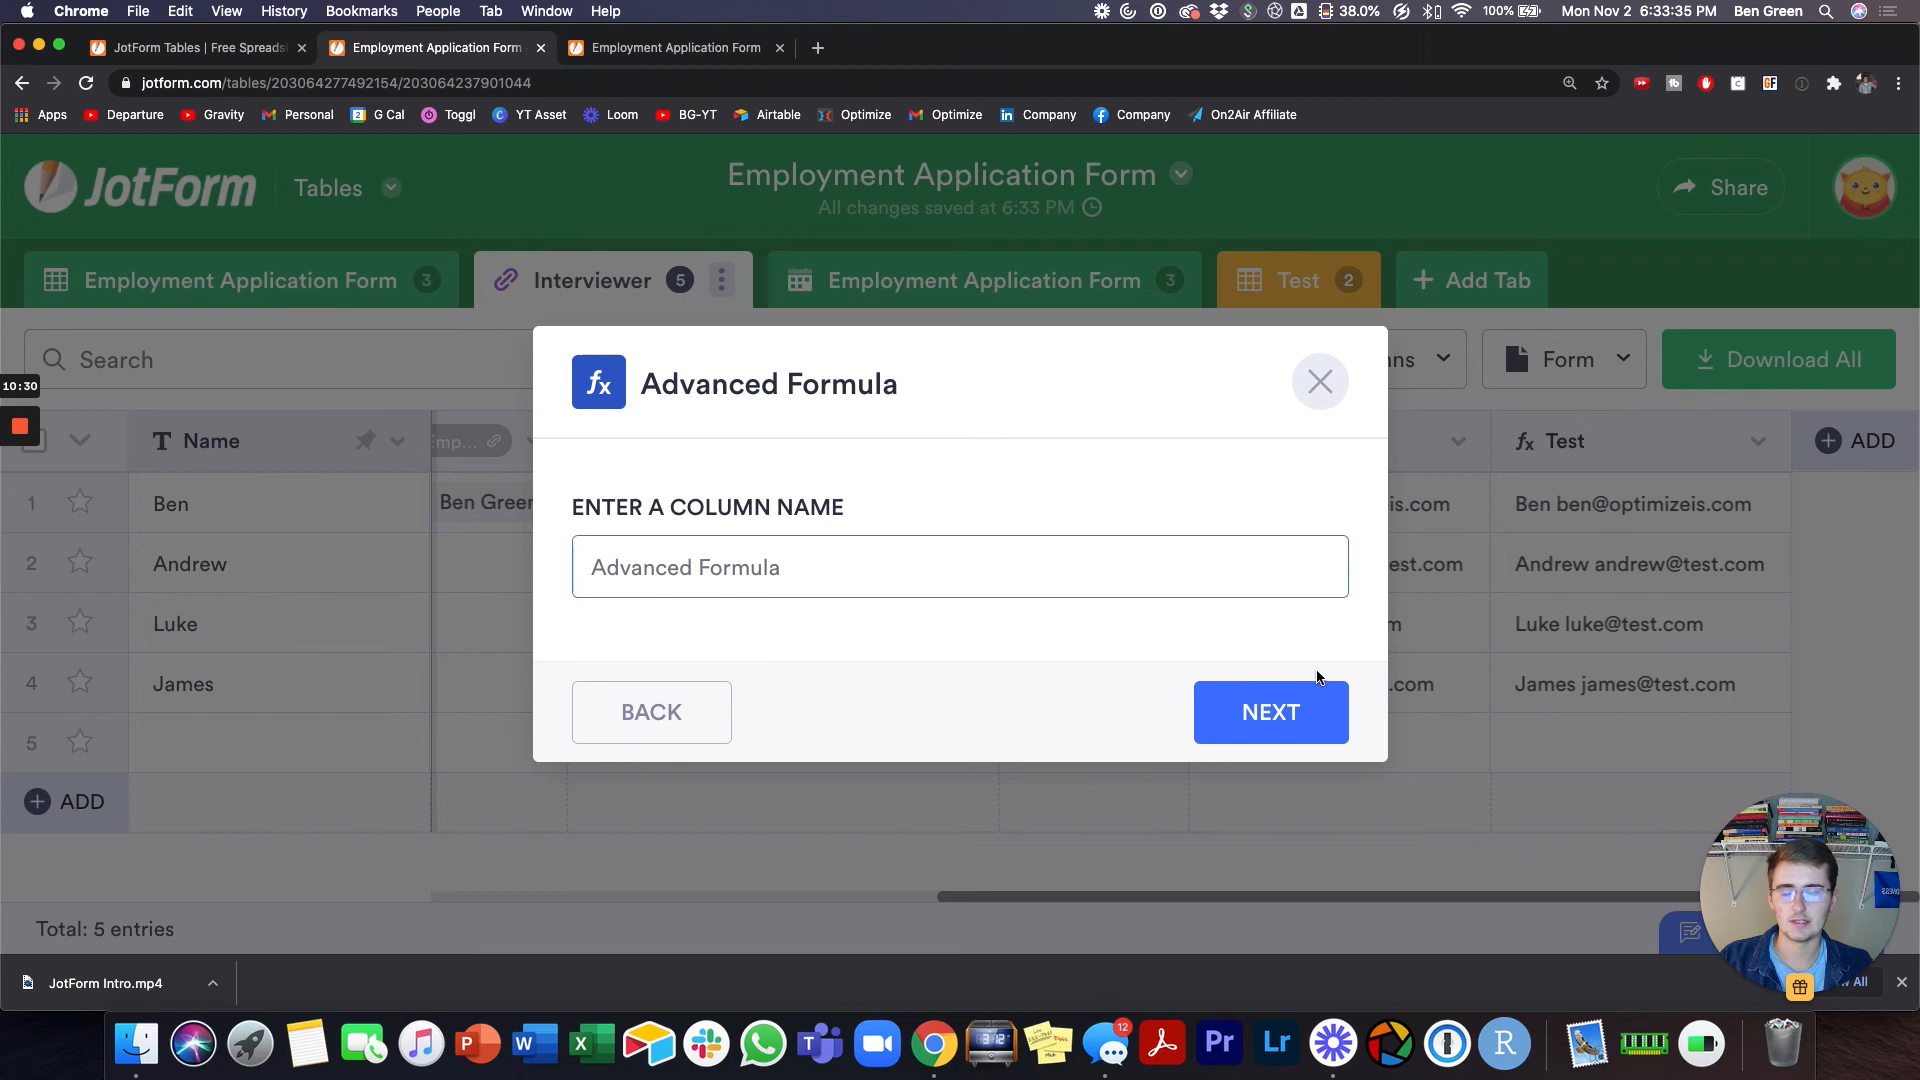 Chrome File Edit View History Bookmarks People Tab Window Help
38.0% 100% Mon Nov 2 6:33:35 PM Ben Green
JotForm Tables | Free Spreads
Employment Application Form
Employment Application Form
jotform.com/tables/203064277492154/203064237901044
Apps Departure Gravity Personal G Cal Toggl YT Asset Loom BG-YT Airtable Optimize Optimize Company Company On2Air Affiliate
JotForm Tables
Employment Application Form
All changes saved at 6:33 PM
Share
Employment Application Form 3
Interviewer 5
Employment Application Form 3
Test 2
+ Add Tab
Search
ns
Form
Download All
10:30
Advanced Formula
ENTER A COLUMN NAME
Advanced Formula
BACK
NEXT
Name
Emp...
Test
ADD
1 Ben Ben Green is.com Ben ben@optimizeis.com
2 Andrew est.com Andrew andrew@test.com
3 Luke m Luke luke@test.com
4 James .com James james@test.com
5
ADD
Total: 5 entries
JotForm Intro.mp4
All
12